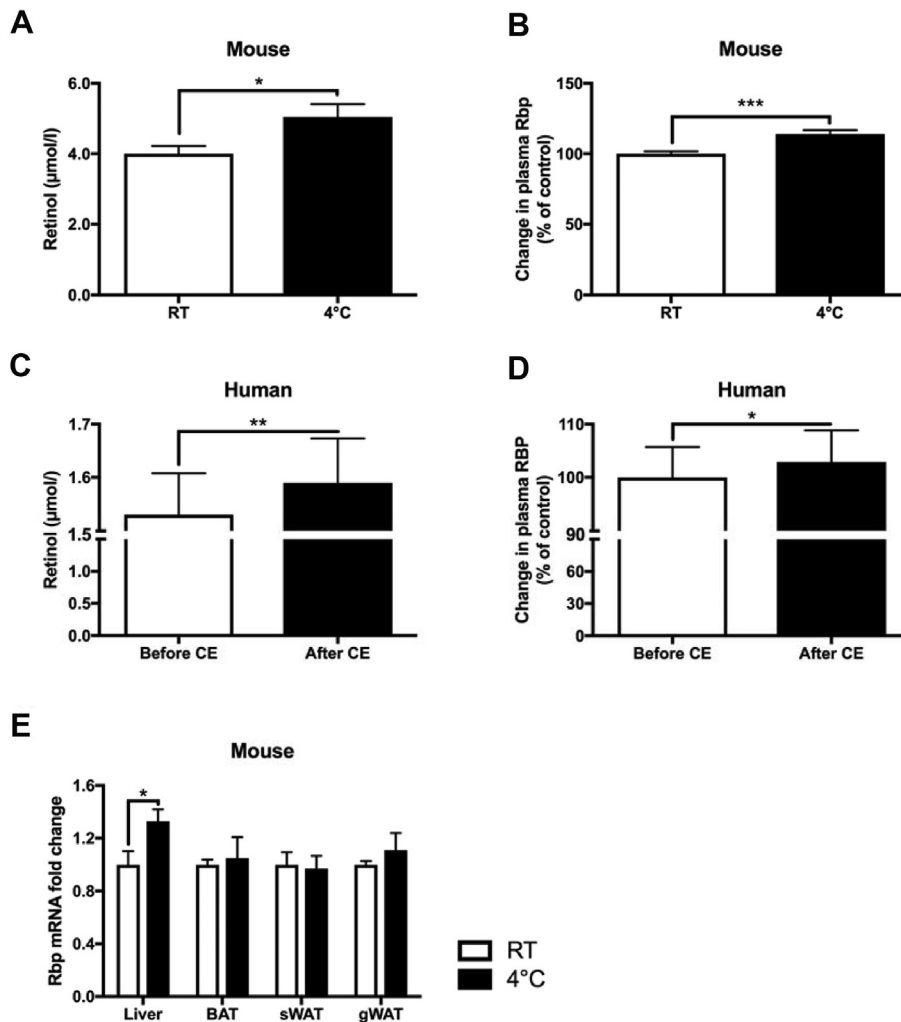 A
Mouse
Retinol (µmol/l)
6.0
4.0
2.0
0.0
*
RT
4°C
B
Mouse
Change in plasma Rbp
(% of control)
150
100
50
0
***
RT
4°C
C
Human
Retinol (µmol/)
1.7
1.6
1.5
1.0
0.5
0.0
**
Before CE
After CE
D
Human
Change in plasma RBP
(% of control)
110
100
90
60
30
0
*
Before CE
After CE
E
Mouse
Rbp mRNA fold change
1.6
1.2
0.8
0.4
0.0
*
Liver
BAT
sWAT
gWAT
RT
4°C